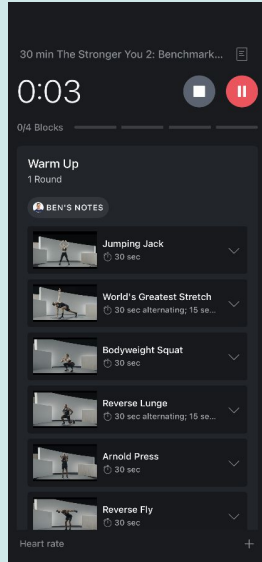 30 min The Stronger You 2: Benchmark...
0:03
0/4 Blocks
Warm Up
1 Round
BEN'S NOTES
Jumping Jack
30 sec
World's Greatest Stretch
30 sec alternating; 15 se...
Bodyweight Squat
30 sec
Reverse Lunge
30 sec alternating; 15 se...
Arnold Press
30 sec
Reverse Fly
30 sec
Heart rate